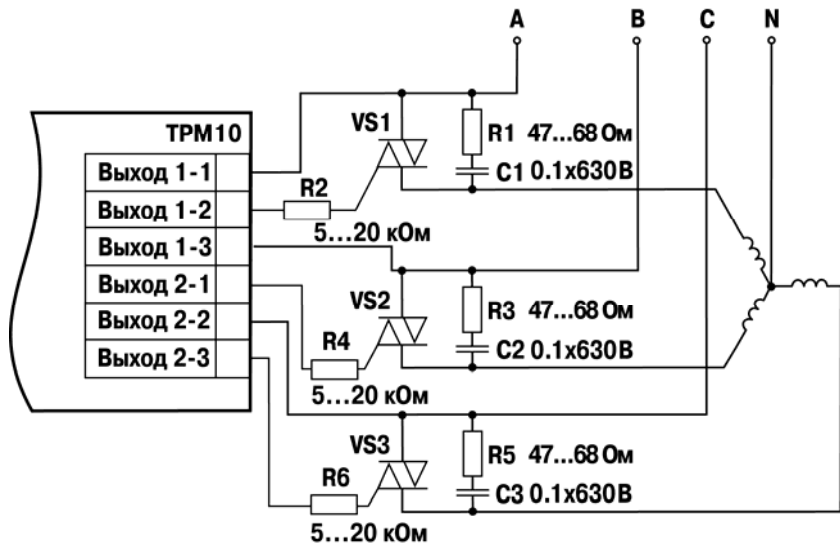 A B C N
ТРМ10
Выход 1-1
Выход 1-2
Выход 1-3
Выход 2-1
Выход 2-2
Выход 2-3
VS1
R1 47...68 Ом
C1 0.1x630В
R2
5...20 кОм
VS2
R3 47...68 Ом
C2 0.1x630В
R4
5...20 кОм
VS3
R5 47...68 Ом
C3 0.1x630В
R6
5...20 кОм